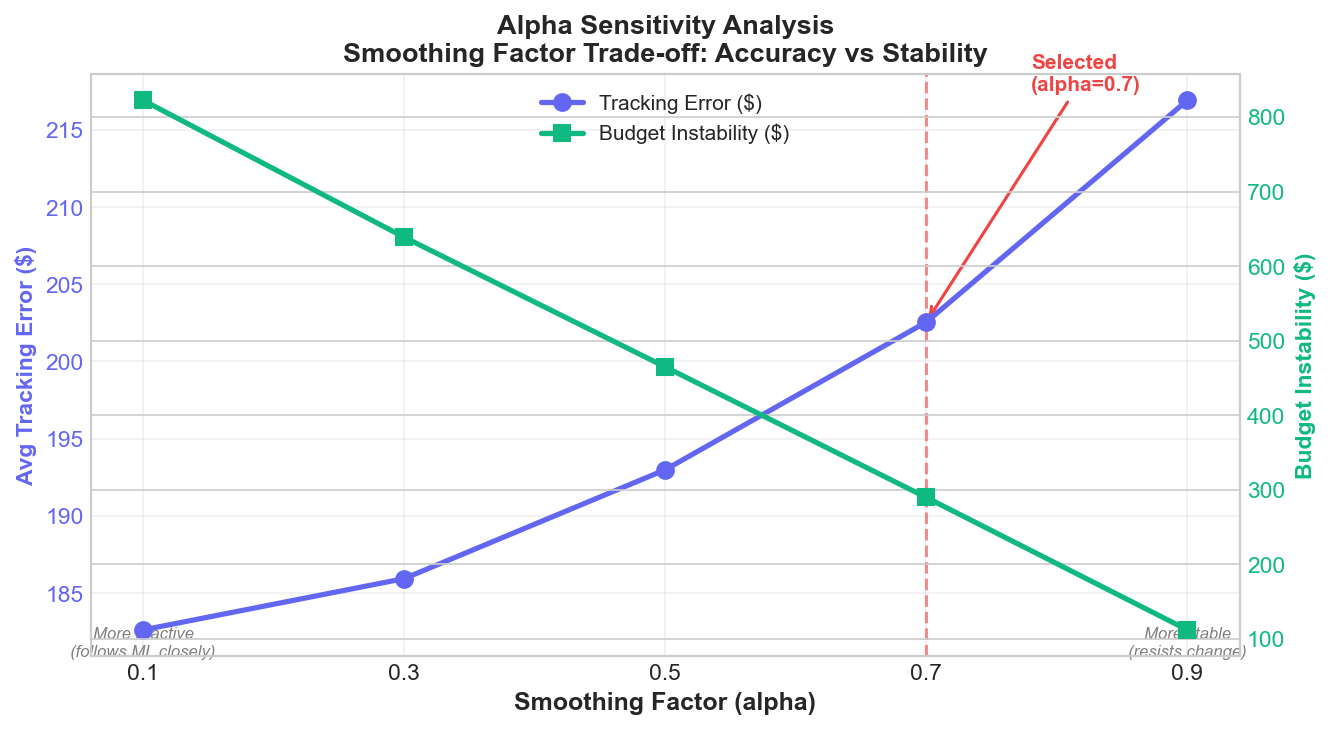 Alpha Sensitivity Analysis
Smoothing Factor Trade-off: Accuracy vs Stability
Selected
(alpha=0.7)
Tracking Error ($)
Budget Instability ($)
Avg Tracking Error ($)
215
210
205
200
195
190
185
Budget Instability ($)
800
700
600
500
400
300
200
100
More
(follows ML closely)
More
(resists change)
0.1
0.3
0.5
0.7
0.9
Smoothing Factor (alpha)